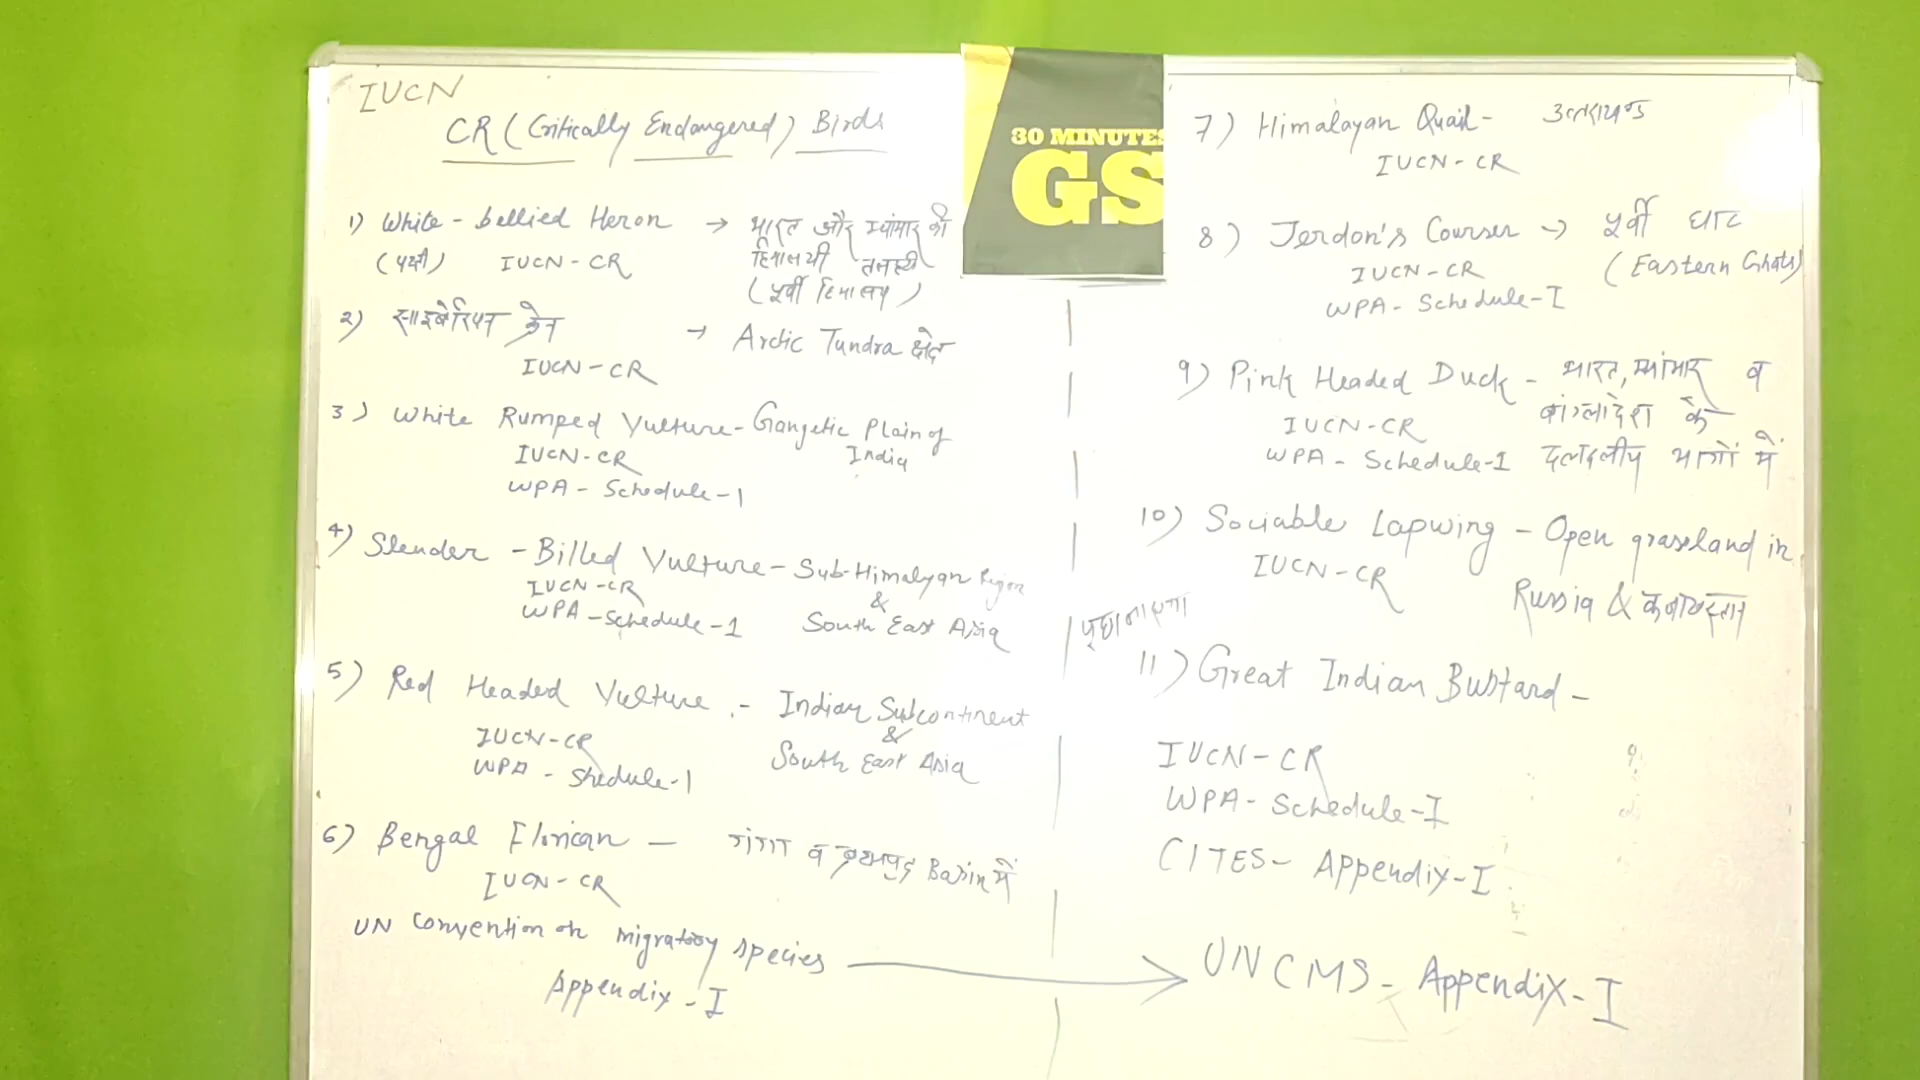 IUCN
CR (Critically Endangered) Birds
1) White - bellied Heron → भारत और म्यांमार की
(पक्षी) IUCN - CR हिमालयी तलहटी
(पूर्वी हिमालय)
2) साइबेरियन क्रेन → Arctic Tundra क्षेत्र
IUCN - CR
3) White Rumped Vulture - Gangetic Plain of
India
IUCN - CR
WPA - Schedule - 1
4) Slender - Billed Vulture - Sub-Himalyan Region
IUCN - CR &
WPA - Schedule - 1 South East Asia
5) Red Headed Vulture - Indian Subcontinent
&
IUCN - CR South East Asia
WPA - Shedule - 1
6) Bengal Florican — गंगा व ब्रह्मपुत्र Basin में
IUCN - CR
UN Convention on migratory species
Appendix - I
30 MINUTES
GS
7) Himalayan Quail - उत्तराखण्ड
IUCN - CR
8) Jerdon's Courser → पूर्वी घाट
IUCN - CR (Eastern Ghats)
WPA - Schedule - I
9) Pink Headed Duck - भारत, म्यांमार व
बांग्लादेश के
IUCN - CR
WPA - Schedule - I दलदलीय भागों में
10) Sociable Lapwing - Open grassland in
IUCN - CR
Russia & कजाखस्तान
11) Great Indian Bustard -
IUCN - CR
WPA - Schedule - I
CITES - Appendix - I
→ UN CMS - Appendix - I